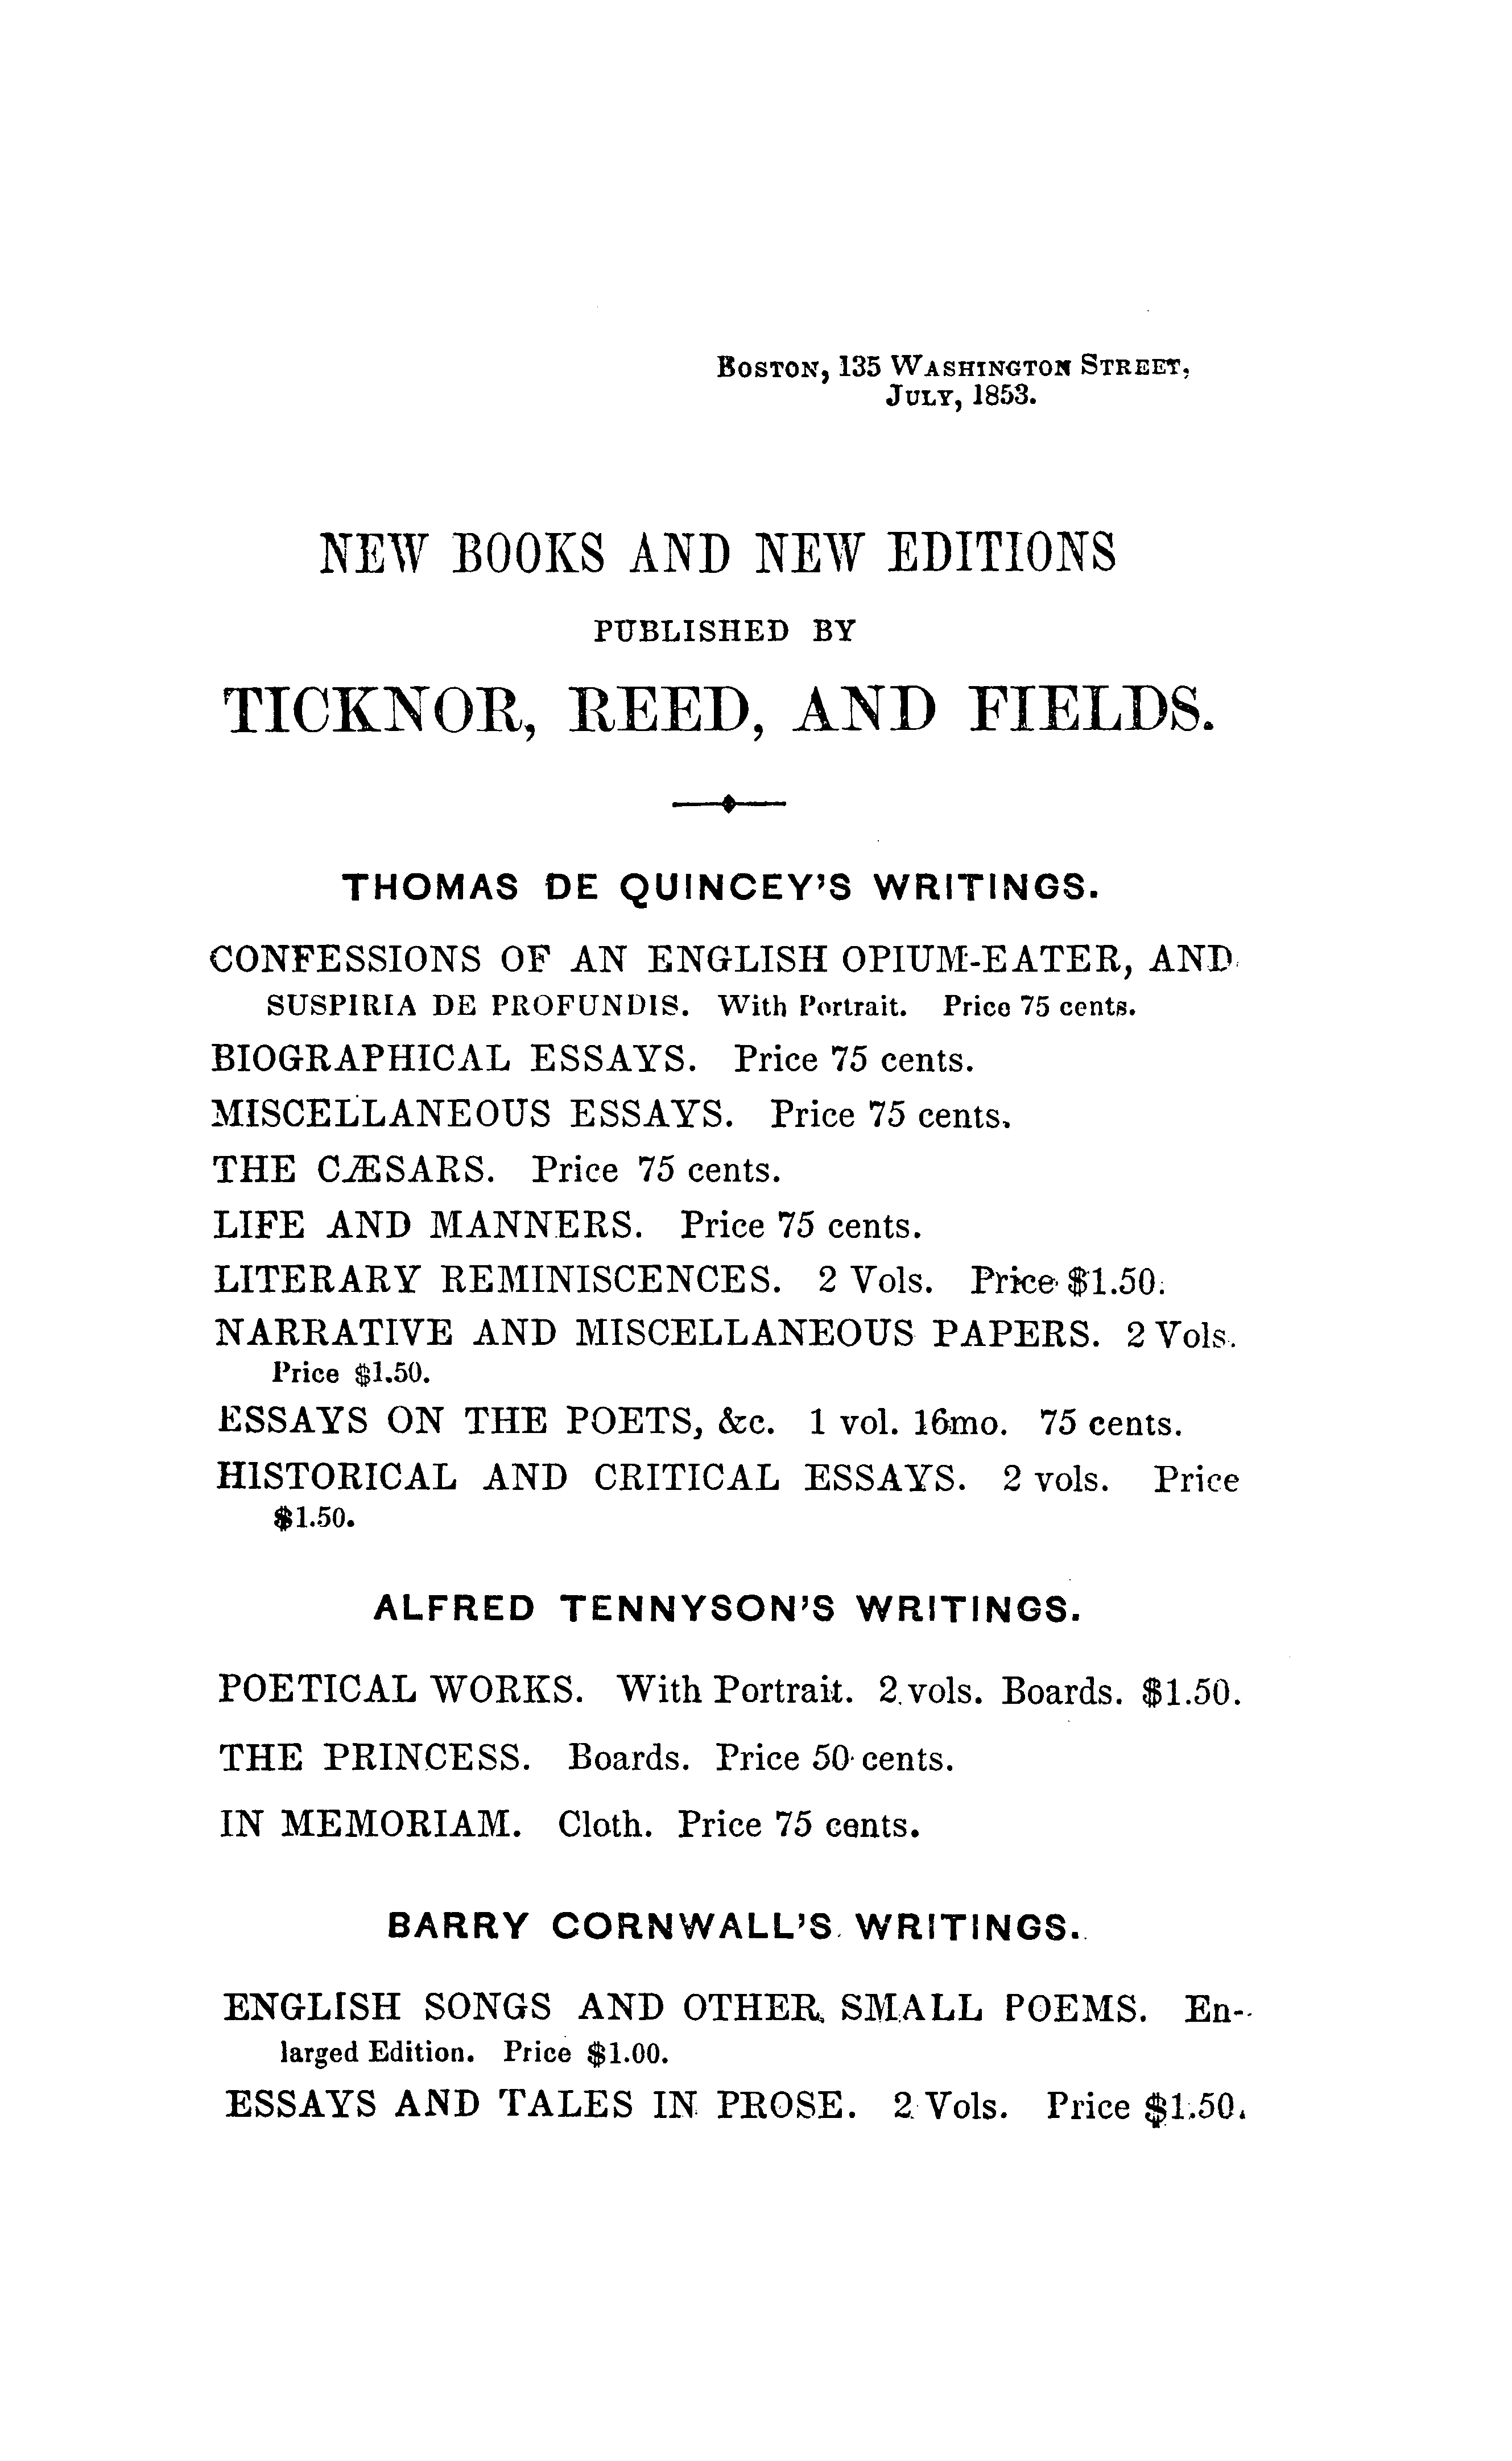 BOSTON, 135 WASHINGTON STREET,
JULY, 1853.
NEW BOOKS AND NEW EDITIONS
PUBLISHED BY
TICKNOR, REED, AND FIELDS.
THOMAS DE QUINCEY'S WRITINGS.
CONFESSIONS OF AN ENGLISH OPIUM-EATER, AND
SUSPIRIA DE PROFUNDIS. With Portrait. Price 75 cents.
BIOGRAPHICAL ESSAYS. Price 75 cents.
MISCELLANEOUS ESSAYS. Price 75 cents.
THE CÆSARS. Price 75 cents.
LIFE AND MANNERS. Price 75 cents.
LITERARY REMINISCENCES. 2 Vols. Price $1.50.
NARRATIVE AND MISCELLANEOUS PAPERS. 2 Vols.
Price $1.50.
ESSAYS ON THE POETS, &c. 1 vol. 16mo. 75 cents.
HISTORICAL AND CRITICAL ESSAYS. 2 vols. Price
$1.50.
ALFRED TENNYSON'S WRITINGS.
POETICAL WORKS. With Portrait. 2 vols. Boards. $1.50.
THE PRINCESS. Boards. Price 50 cents.
IN MEMORIAM. Cloth. Price 75 cents.
BARRY CORNWALL'S WRITINGS.
ENGLISH SONGS AND OTHER SMALL POEMS. En-
larged Edition. Price $1.00.
ESSAYS AND TALES IN PROSE. 2 Vols. Price $1.50.